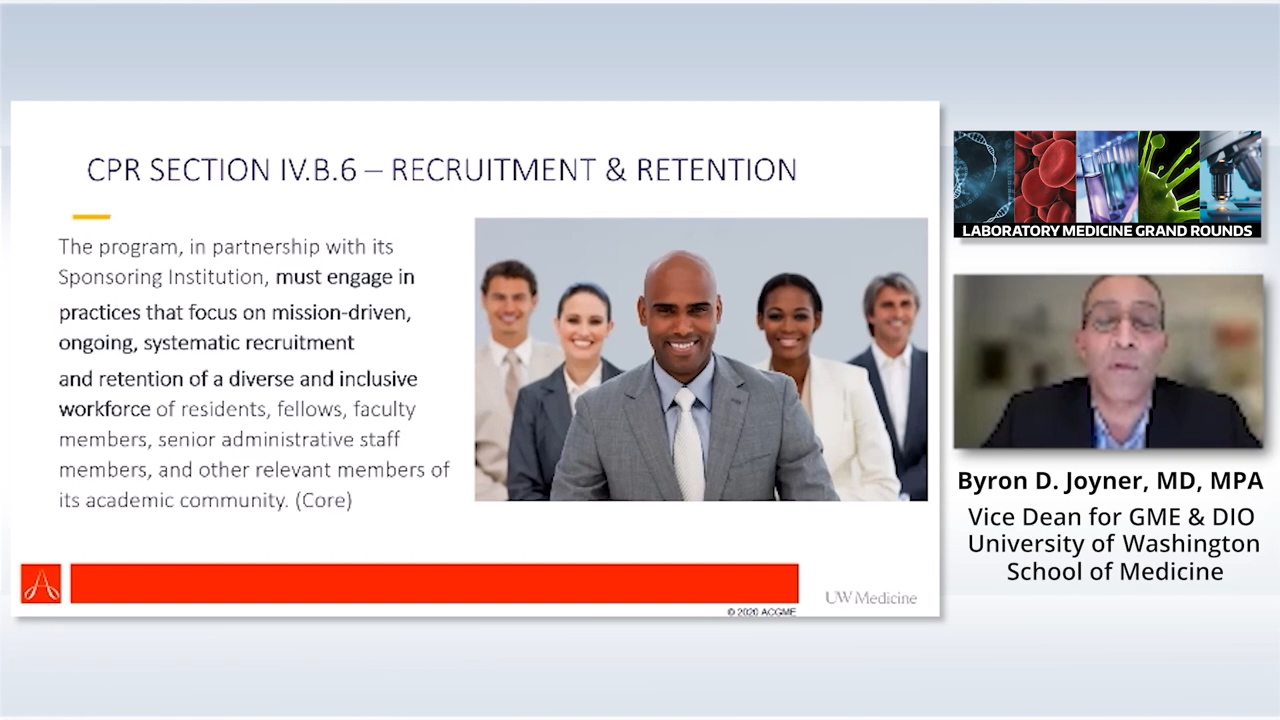 CPR SECTION IV.B.6 – RECRUITMENT & RETENTION
The program, in partnership with its
Sponsoring Institution, must engage in
practices that focus on mission-driven,
ongoing, systematic recruitment
and retention of a diverse and inclusive
workforce of residents, fellows, faculty
members, senior administrative staff
members, and other relevant members of
its academic community. (Core)
UW Medicine
© 2020 ACGME
LABORATORY MEDICINE GRAND ROUNDS
Byron D. Joyner, MD, MPA
Vice Dean for GME & DIO
University of Washington
School of Medicine